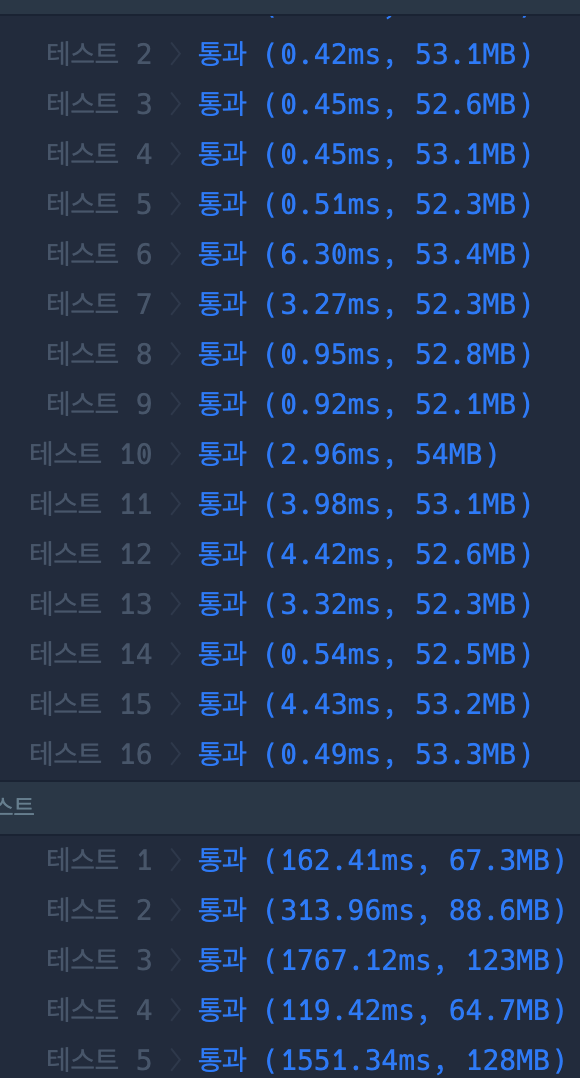 테스트 2 〉 통과 (0.42ms, 53.1MB)
테스트 3 〉 통과 (0.45ms, 52.6MB)
테스트 4 〉 통과 (0.45ms, 53.1MB)
테스트 5 〉 통과 (0.51ms, 52.3MB)
테스트 6 〉 통과 (6.30ms, 53.4MB)
테스트 7 〉 통과 (3.27ms, 52.3MB)
테스트 8 〉 통과 (0.95ms, 52.8MB)
테스트 9 〉 통과 (0.92ms, 52.1MB)
테스트 10 〉 통과 (2.96ms, 54MB)
테스트 11 〉 통과 (3.98ms, 53.1MB)
테스트 12 〉 통과 (4.42ms, 52.6MB)
테스트 13 〉 통과 (3.32ms, 52.3MB)
테스트 14 〉 통과 (0.54ms, 52.5MB)
테스트 15 〉 통과 (4.43ms, 53.2MB)
테스트 16 〉 통과 (0.49ms, 53.3MB)
스트
테스트 1 〉 통과 (162.41ms, 67.3MB)
테스트 2 〉 통과 (313.96ms, 88.6MB)
테스트 3 〉 통과 (1767.12ms, 123MB)
테스트 4 〉 통과 (119.42ms, 64.7MB)
테스트 5 〉 통과 (1551.34ms, 128MB)